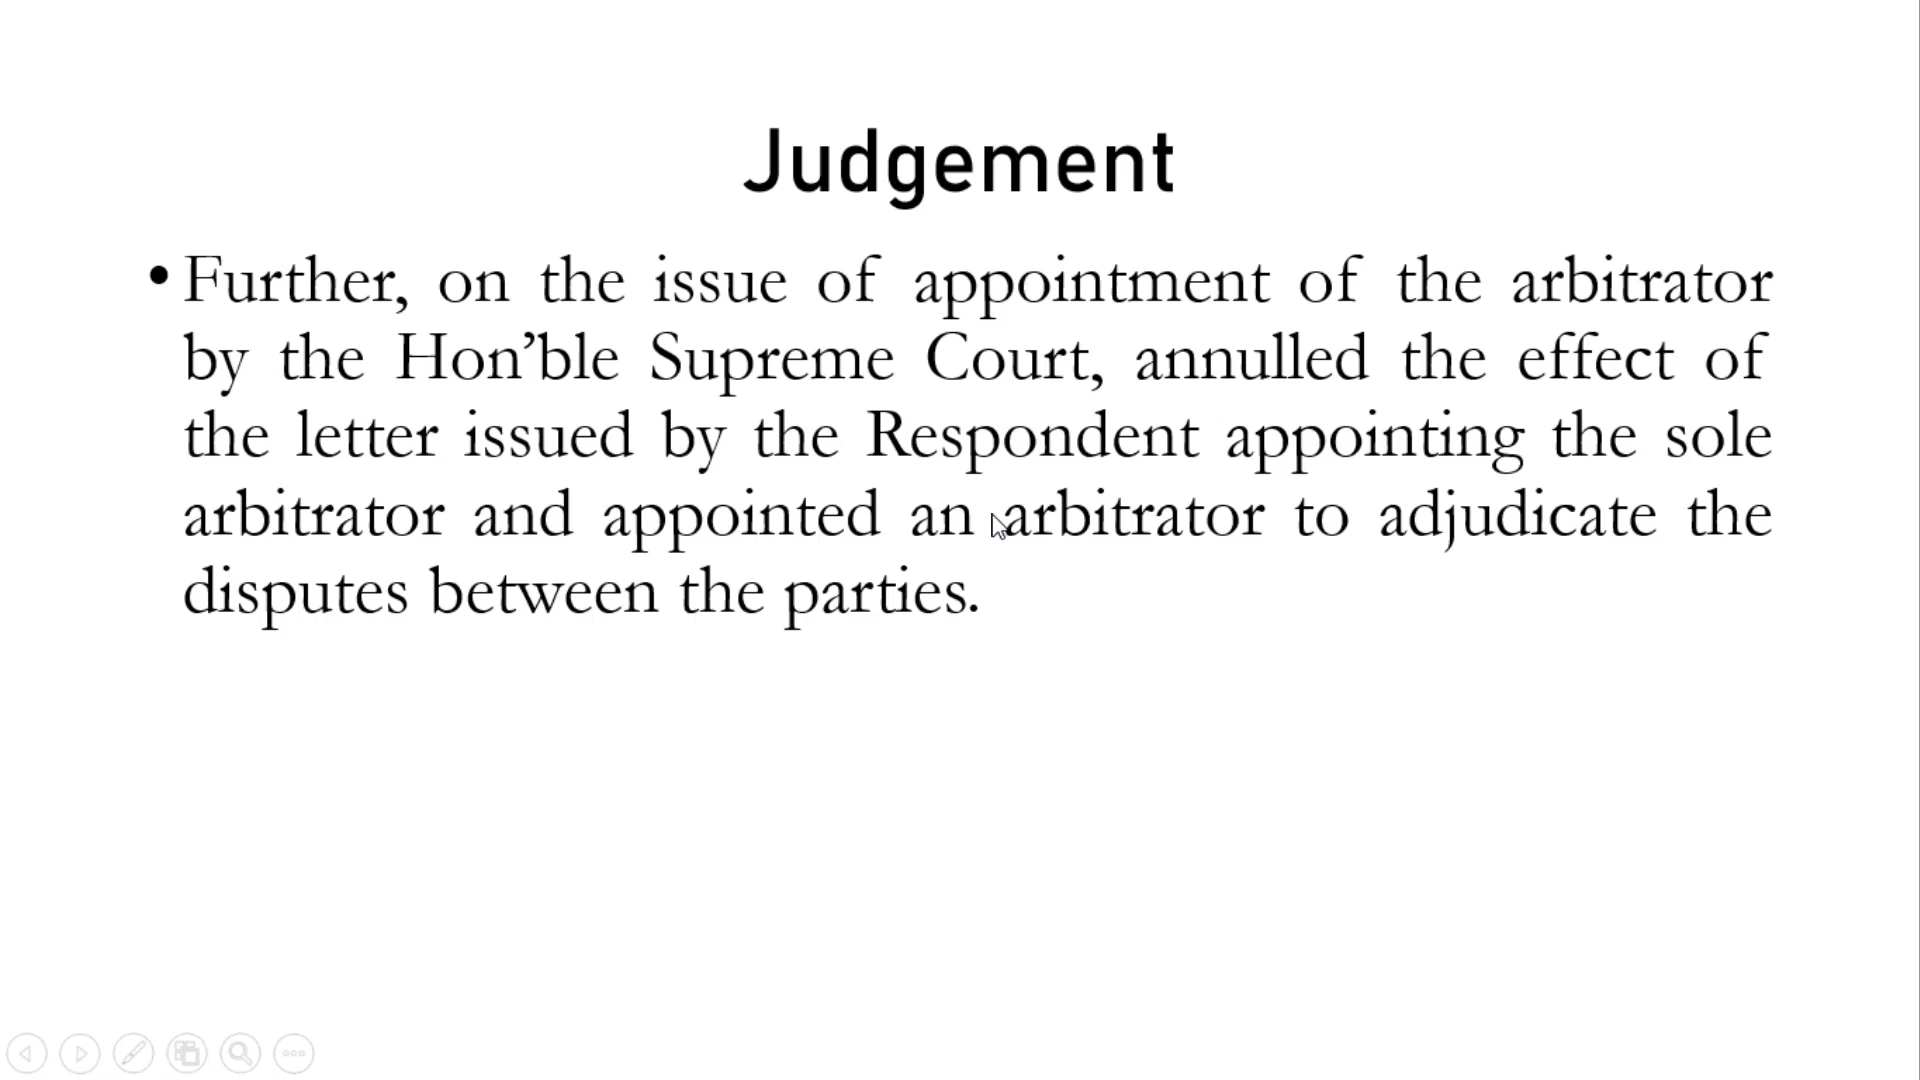 Judgement
• Further, on the issue of appointment of the arbitrator
by the Hon’ble Supreme Court, annulled the effect of
the letter issued by the Respondent appointing the sole
arbitrator and appointed an arbitrator to adjudicate the
disputes between the parties.